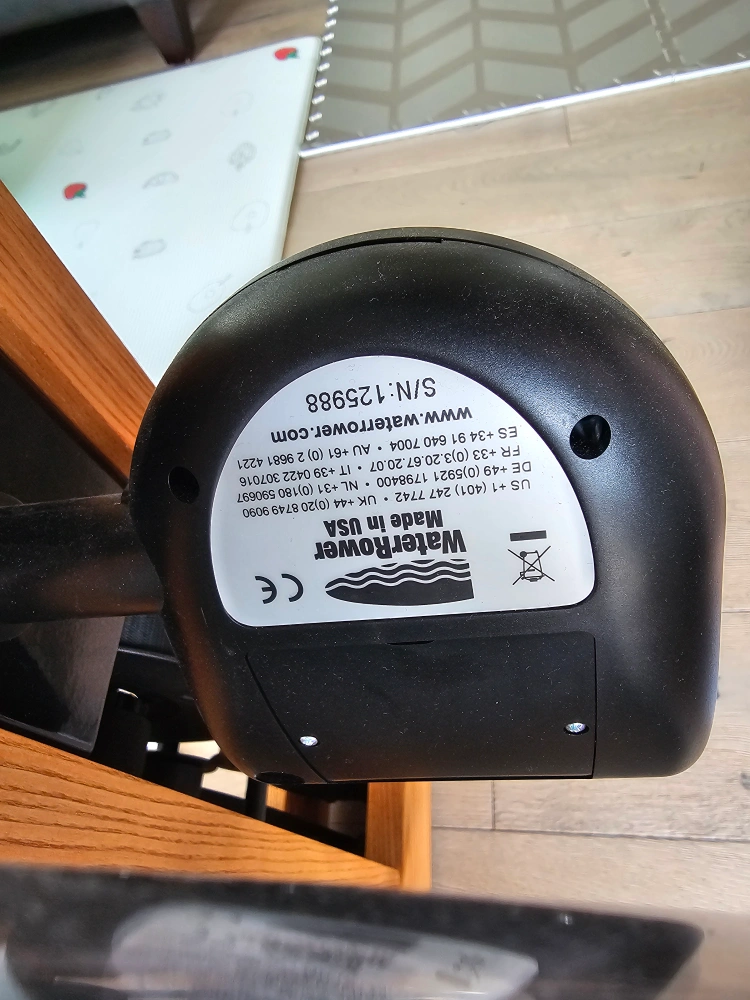 CE
WaterRower
Made in USA
US +1 (401) 247 7742 • UK +44 (0)20 8749 9090
DE +49(0)5921 1798400 • NL +31 (0)180 590697
FR +33 (0)3.20.67.20.07 • IT +39 0422 307016
ES +34 91 640 7004 • AU +61 (0) 2 9681 4221
www.waterrower.com
S/N:125988